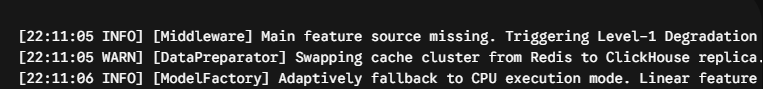 [22:11:05 INFO] [Middleware] Main feature source missing. Triggering Level-1 Degradation
[22:11:05 WARN] [DataPreparator] Swapping cache cluster from Redis to ClickHouse replica.
[22:11:06 INFO] [ModelFactory] Adaptively fallback to CPU execution mode. Linear feature